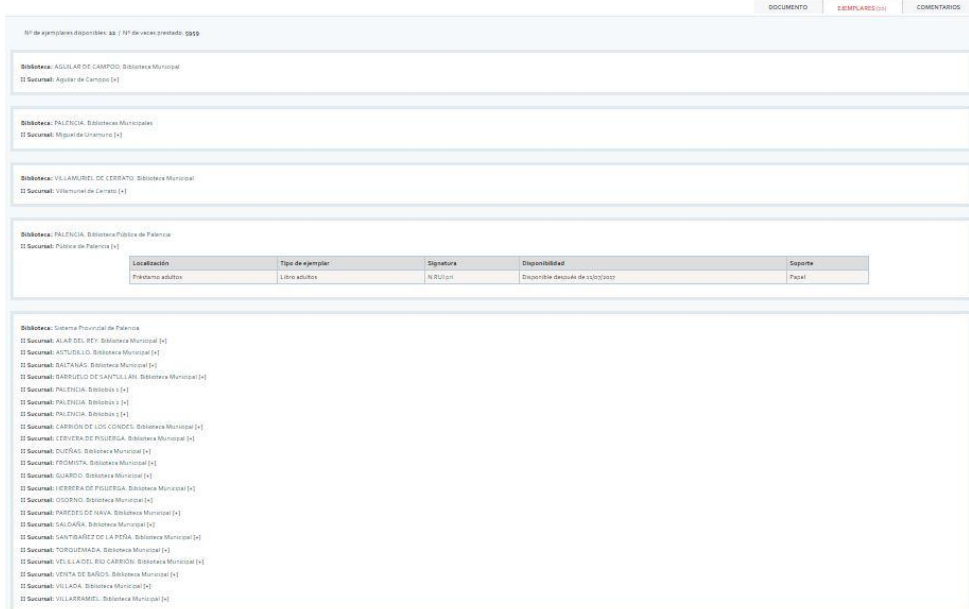 DOCUMENTO EJEMPLARES COMENTARIOS
Nº de ejemplares disponibles: / Nº de veces prestado:
Biblioteca: AGUILAR DE CAMPOO. Biblioteca Municipal
Sucursal: Aguilar de Campoo [+]
Biblioteca: PALENCIA. Bibliotecas Municipales
Sucursal: Miguel de Unamuno [+]
Biblioteca: VILLAMURIEL DE CERRATO. Biblioteca Municipal
Sucursal: Villamuriel de Cerrato [+]
Biblioteca: PALENCIA. Biblioteca Pública de Palencia
Sucursal: Pública de Palencia [+]
Localización Tipo de ejemplar Signatura Disponibilidad Soporte
Préstamo adultos Libro adultos N RUI pri Disponible después de Papel
Biblioteca: Sistema Provincial de Palencia
Sucursal: ALAR DEL REY. Biblioteca Municipal [+]
Sucursal: ASTUDILLO. Biblioteca Municipal [+]
Sucursal: BALTANÁS. Biblioteca Municipal [+]
Sucursal: BARRUELO DE SANTULLÁN. Biblioteca Municipal [+]
Sucursal: PALENCIA. Bibliobús 1 [+]
Sucursal: PALENCIA. Bibliobús 2 [+]
Sucursal: PALENCIA. Bibliobús 3 [+]
Sucursal: CARRIÓN DE LOS CONDES. Biblioteca Municipal [+]
Sucursal: CERVERA DE PISUERGA. Biblioteca Municipal [+]
Sucursal: DUEÑAS. Biblioteca Municipal [+]
Sucursal: FRÓMISTA. Biblioteca Municipal [+]
Sucursal: GUARDO. Biblioteca Municipal [+]
Sucursal: HERRERA DE PISUERGA. Biblioteca Municipal [+]
Sucursal: OSORNO. Biblioteca Municipal [+]
Sucursal: PAREDES DE NAVA. Biblioteca Municipal [+]
Sucursal: SALDAÑA. Biblioteca Municipal [+]
Sucursal: SANTIBAÑEZ DE LA PEÑA. Biblioteca Municipal [+]
Sucursal: TORQUEMADA. Biblioteca Municipal [+]
Sucursal: VELILLA DEL RIO CARRIÓN. Biblioteca Municipal [+]
Sucursal: VENTA DE BAÑOS. Biblioteca Municipal [+]
Sucursal: VILLADA. Biblioteca Municipal [+]
Sucursal: VILLARRAMIEL. Biblioteca Municipal [+]